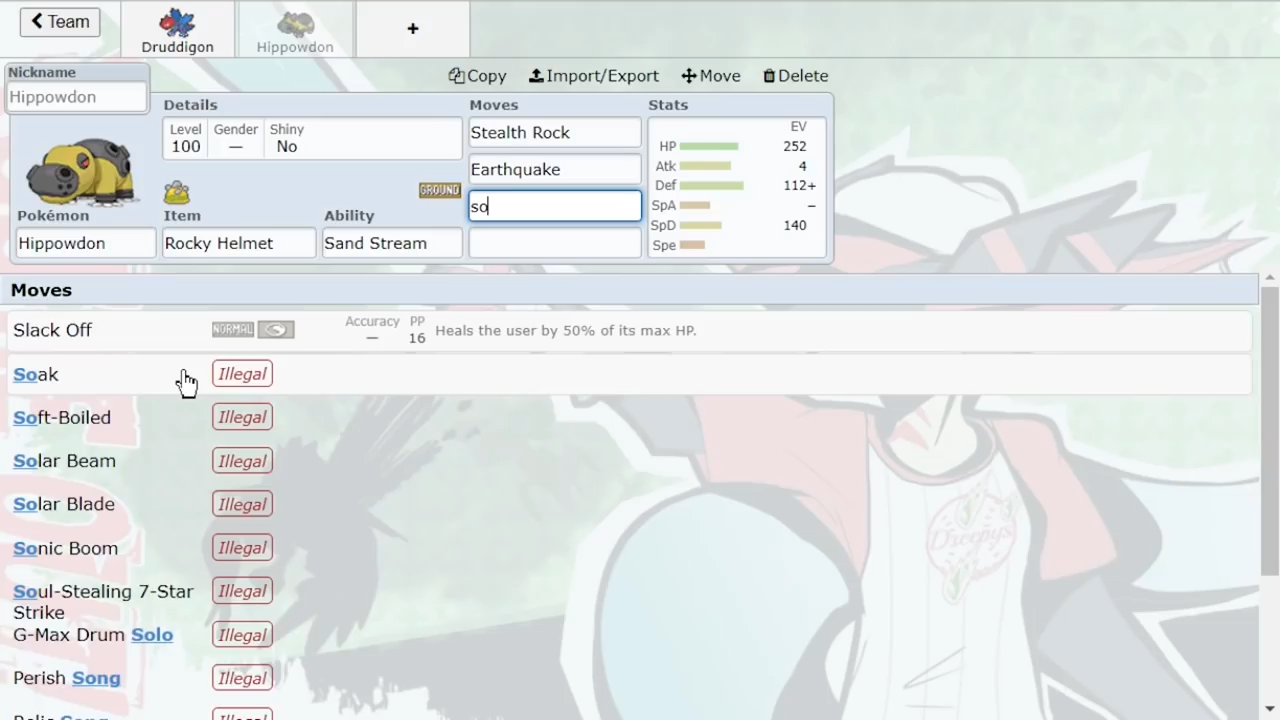 Team
Druddigon
Hippowdon
+
Nickname
Hippowdon
Copy
Import/Export
Move
Delete
Details
Moves
Stats
Level
100
Gender
—
Shiny
No
Stealth Rock
EV
HP 252
Atk 4
Def 112+
SpA –
SpD 140
Spe
Earthquake
so
GROUND
Pokémon
Hippowdon
Item
Rocky Helmet
Ability
Sand Stream
Moves
Slack Off NORMAL Accuracy — PP 16 Heals the user by 50% of its max HP.
Soak Illegal
Soft-Boiled Illegal
Solar Beam Illegal
Solar Blade Illegal
Sonic Boom Illegal
Soul-Stealing 7-Star Illegal
Strike
G-Max Drum Solo Illegal
Perish Song Illegal
Relic Song Illegal
Creepys